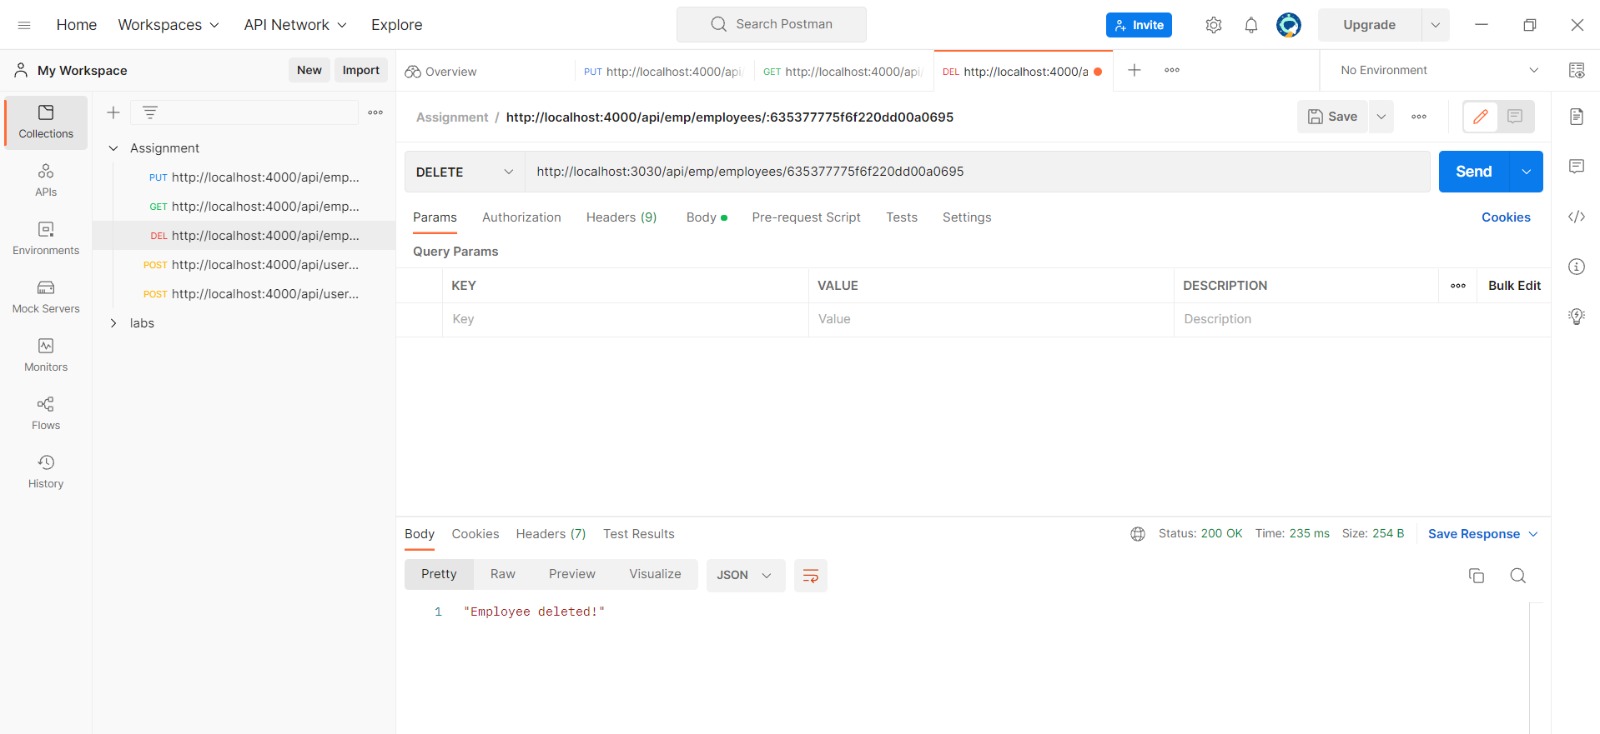 Home Workspaces API Network Explore Search Postman Invite Upgrade
My Workspace New Import
Overview PUT http://localhost:4000/api/ GET http://localhost:4000/api/ DEL http://localhost:4000/a No Environment
Collections
APIs
Environments
Mock Servers
Monitors
Flows
History
Assignment
PUT http://localhost:4000/api/emp...
GET http://localhost:4000/api/emp...
DEL http://localhost:4000/api/emp...
POST http://localhost:4000/api/user...
POST http://localhost:4000/api/user...
labs
Assignment / http://localhost:4000/api/emp/employees/:635377775f6f220dd00a0695 Save
DELETE http://localhost:3030/api/emp/employees/635377775f6f220dd00a0695 Send
Params Authorization Headers (9) Body Pre-request Script Tests Settings Cookies
Query Params
KEY VALUE DESCRIPTION Bulk Edit
Key Value Description
Body Cookies Headers (7) Test Results Status: 200 OK Time: 235 ms Size: 254 B Save Response
Pretty Raw Preview Visualize JSON
1 "Employee deleted!"